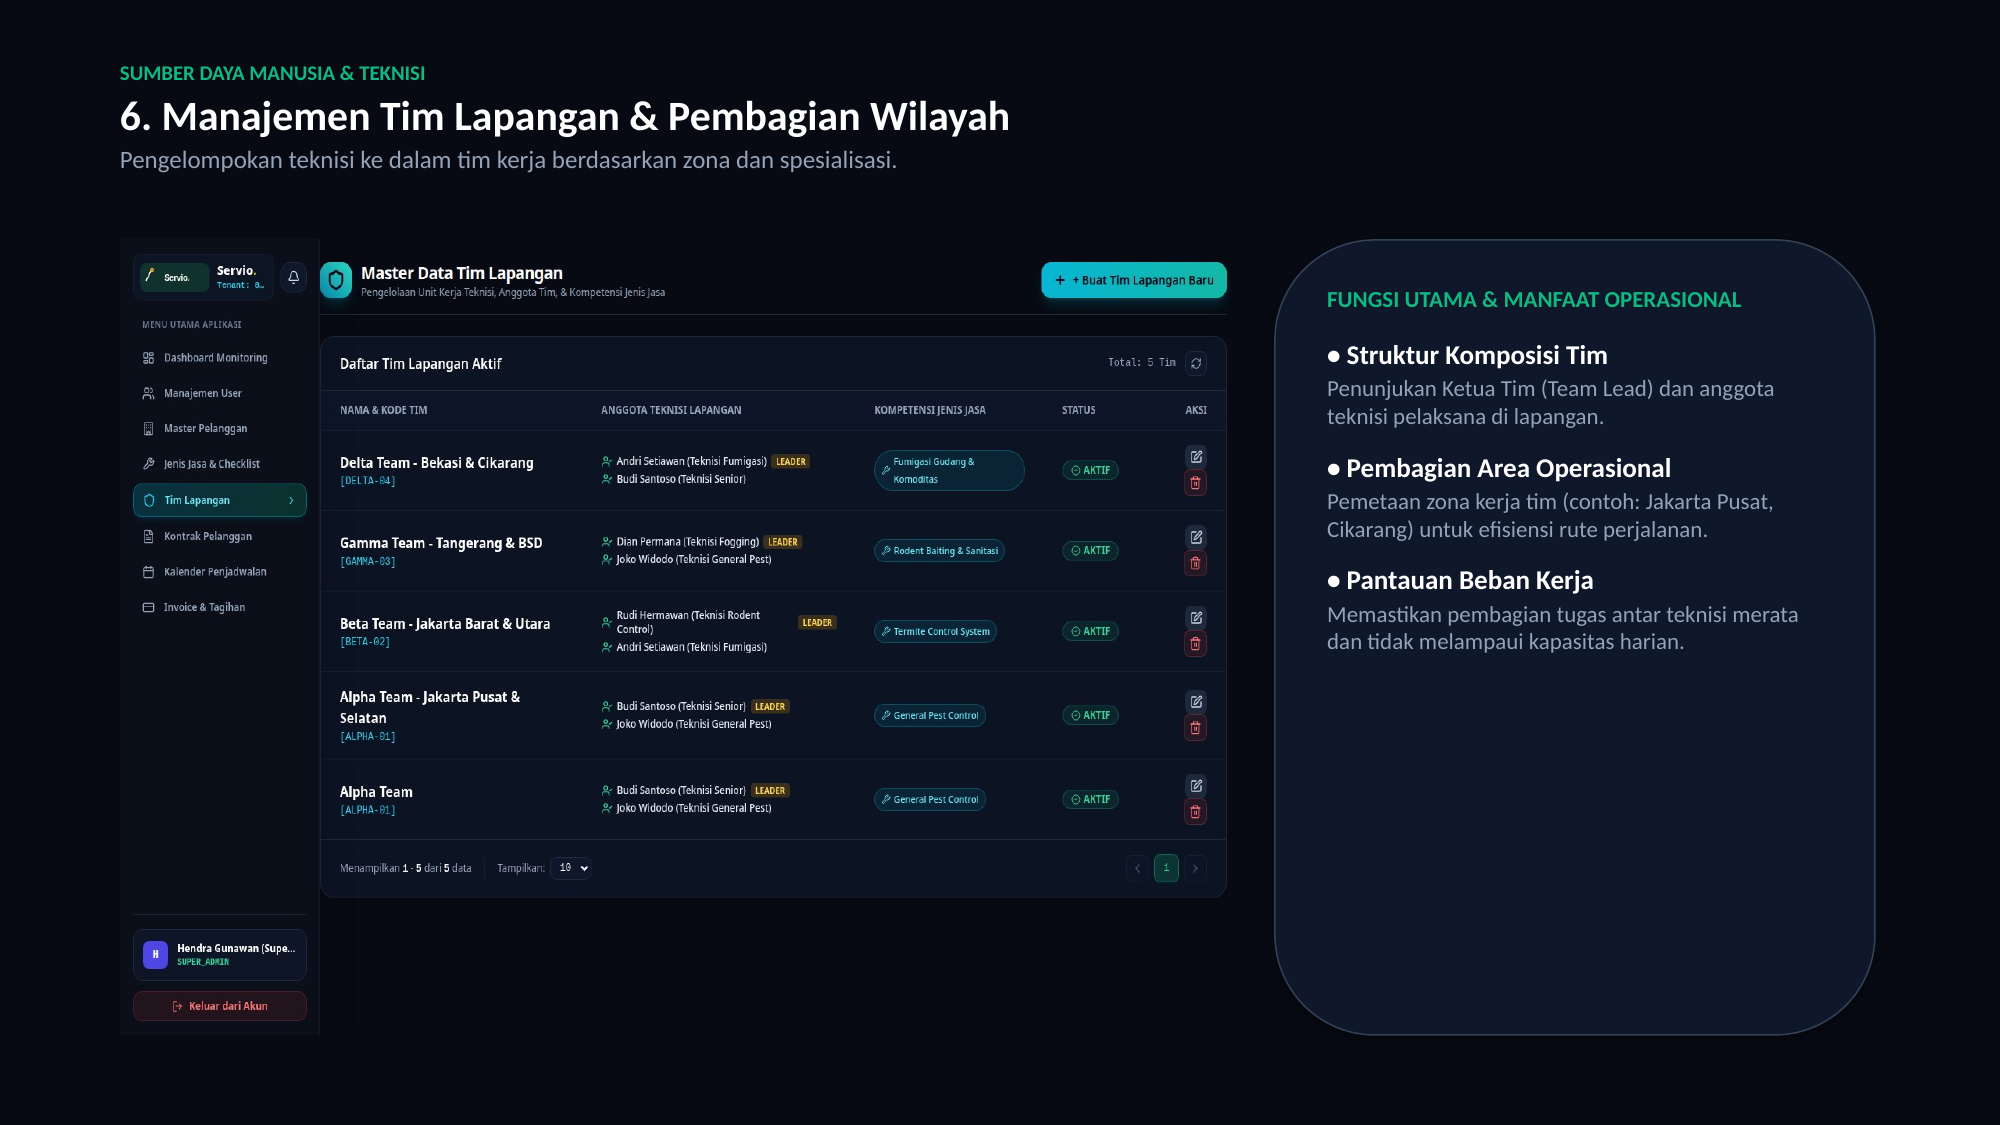 SUMBER DAYA MANUSIA & TEKNISI
6. Manajemen Tim Lapangan & Pembagian Wilayah
Pengelompokan teknisi ke dalam tim kerja berdasarkan zona dan spesialisasi.
Servio.
Servio.
Tenant: B…
MENU UTAMA APLIKASI
Dashboard Monitoring
Manajemen User
Master Pelanggan
Jenis Jasa & Checklist
Tim Lapangan
Kontrak Pelanggan
Kalender Penjadwalan
Invoice & Tagihan
H
Hendra Gunawan (Supe...
SUPER_ADMIN
Keluar dari Akun
Master Data Tim Lapangan
Pengelolaan Unit Kerja Teknisi, Anggota Tim, & Kompetensi Jenis Jasa
+ + Buat Tim Lapangan Baru
Daftar Tim Lapangan Aktif
Total: 5 Tim
NAMA & KODE TIM ANGGOTA TEKNISI LAPANGAN KOMPETENSI JENIS JASA STATUS AKSI
Delta Team - Bekasi & Cikarang
[DELTA-04]
Andri Setiawan (Teknisi Fumigasi) LEADER
Budi Santoso (Teknisi Senior)
Fumigasi Gudang &
Komoditas
AKTIF
Gamma Team - Tangerang & BSD
[GAMMA-03]
Dian Permana (Teknisi Fogging) LEADER
Joko Widodo (Teknisi General Pest)
Rodent Baiting & Sanitasi
AKTIF
Beta Team - Jakarta Barat & Utara
[BETA-02]
Rudi Hermawan (Teknisi Rodent
Control)
LEADER
Andri Setiawan (Teknisi Fumigasi)
Termite Control System
AKTIF
Alpha Team - Jakarta Pusat &
Selatan
[ALPHA-01]
Budi Santoso (Teknisi Senior) LEADER
Joko Widodo (Teknisi General Pest)
General Pest Control
AKTIF
Alpha Team
[ALPHA-01]
Budi Santoso (Teknisi Senior) LEADER
Joko Widodo (Teknisi General Pest)
General Pest Control
AKTIF
Menampilkan 1 - 5 dari 5 data
Tampilkan: 10
1
FUNGSI UTAMA & MANFAAT OPERASIONAL
● Struktur Komposisi Tim
Penunjukan Ketua Tim (Team Lead) dan anggota
teknisi pelaksana di lapangan.
● Pembagian Area Operasional
Pemetaan zona kerja tim (contoh: Jakarta Pusat,
Cikarang) untuk efisiensi rute perjalanan.
● Pantauan Beban Kerja
Memastikan pembagian tugas antar teknisi merata
dan tidak melampaui kapasitas harian.